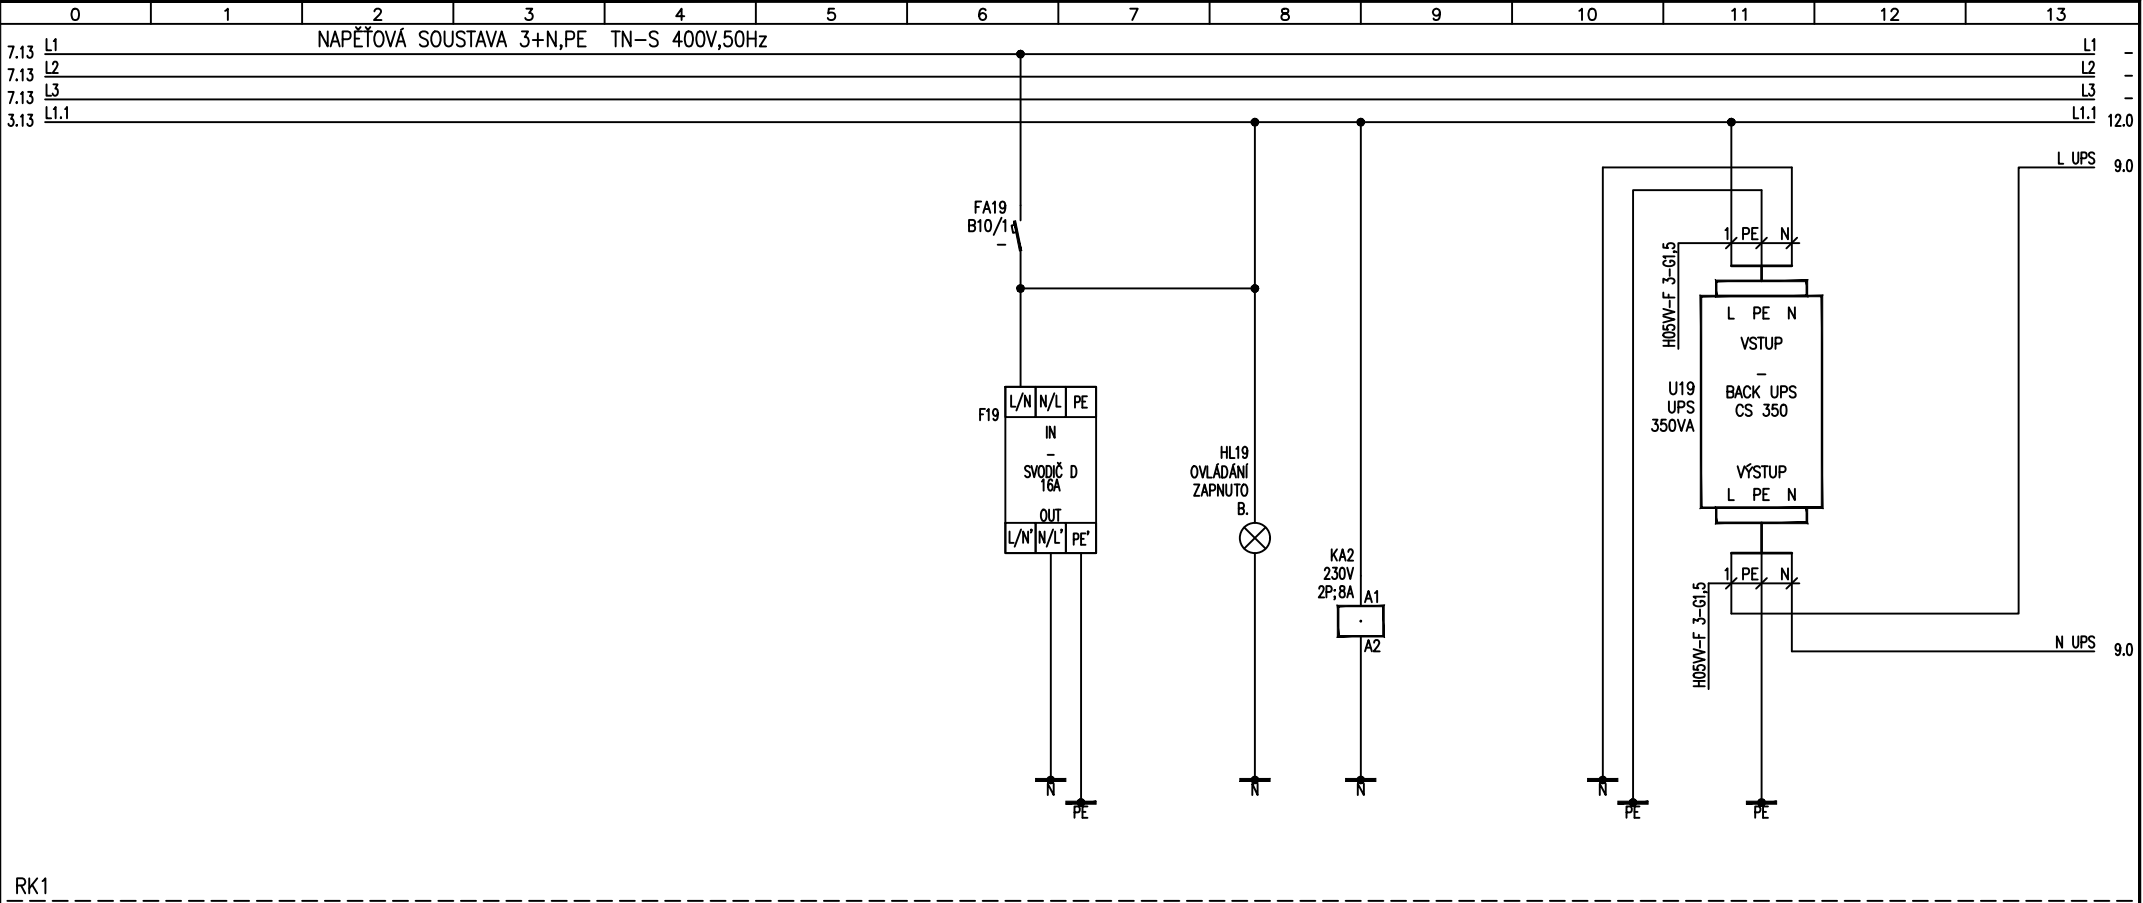 0 1 2 3 4 5 6 7 8 9 10 11 12 13
NAPĚŤOVÁ SOUSTAVA 3+N,PE TN-S 400V,50Hz
7.13 L1 L1 -
7.13 L2 L2 -
7.13 L3 L3 -
3.13 L1.1 L1.1 12.0
L UPS 9.0
FA19
B10/1
-
1 PE N
H05VV-F 3-G1,5
L PE N
VSTUP
-
BACK UPS
CS 350
U19
UPS
350VA
VÝSTUP
L PE N
F19
L/N N/L PE
IN
-
SVODIČ D
16A
OUT
L/N' N/L' PE'
HL19
OVLÁDÁNÍ
ZAPNUTO
B.
KA2
230V
2P;8A
A1
A2
1 PE N
H05VV-F 3-G1,5
N UPS 9.0
N
PE
N
N
N
PE
PE
RK1